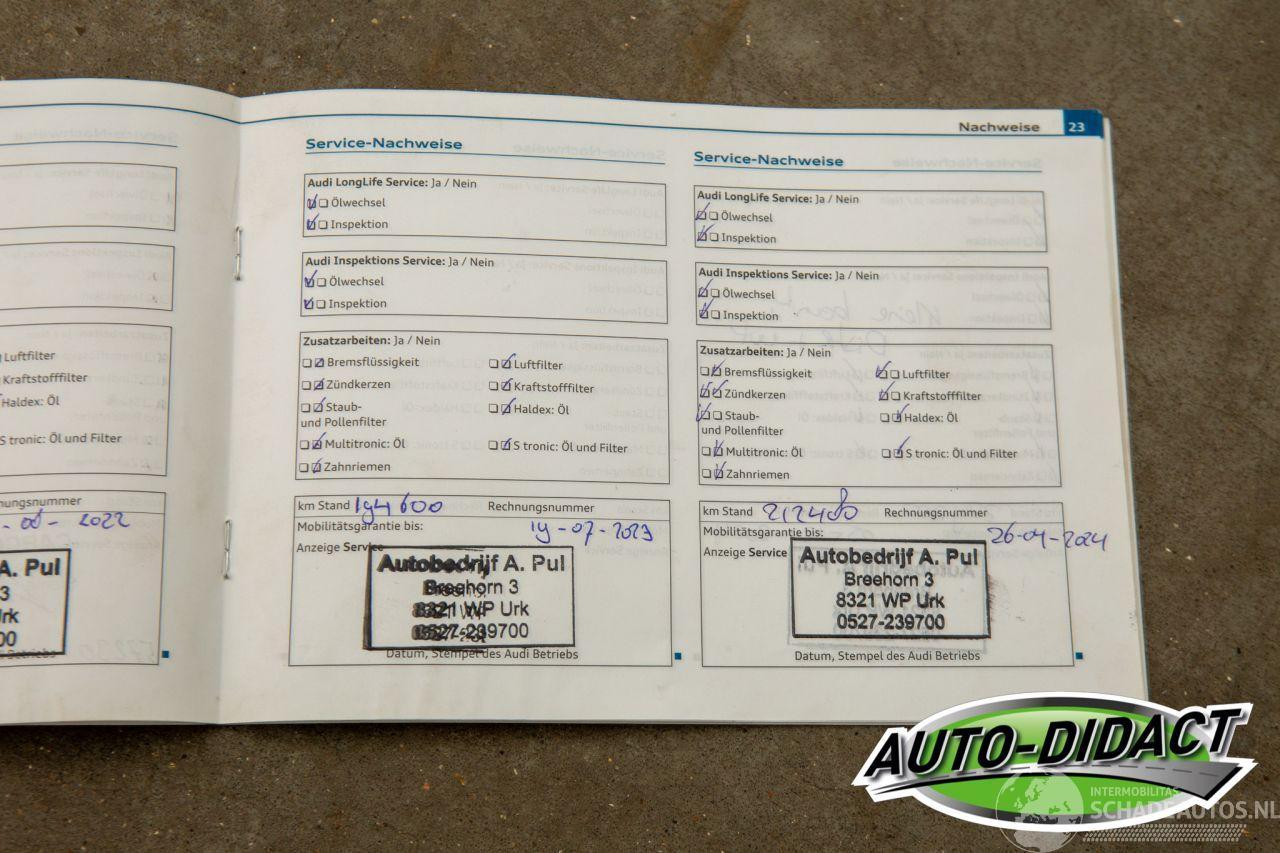 Luftfilter
Kraftstofffilter
Haldex: Öl
S tronic: Öl und Filter
2022
A. Pul
3
00
Nachweise 23
Service-Nachweise
Audi LongLife Service: Ja / Nein
Ölwechsel
Inspektion
Audi Inspektions Service: Ja / Nein
Ölwechsel
Inspektion
Zusatzarbeiten: Ja / Nein
Bremsflüssigkeit
Luftfilter
Zündkerzen
Kraftstofffilter
Staub-
und Pollenfilter
Haldex: Öl
Multitronic: Öl
S tronic: Öl und Filter
Zahnriemen
km Stand 194600 Rechnungsnummer
Mobilitätsgarantie bis: 19-07-2023
Anzeige Service
Autobedrijf A. Pul
Breehorn 3
8321 WP Urk
0527-239700
Datum, Stempel des Audi Betriebs
Service-Nachweise
Audi LongLife Service: Ja / Nein
Ölwechsel
Inspektion
Audi Inspektions Service: Ja / Nein
Ölwechsel
Inspektion
Zusatzarbeiten: Ja / Nein
Bremsflüssigkeit
Luftfilter
Zündkerzen
Kraftstofffilter
Staub-
und Pollenfilter
Haldex: Öl
Multitronic: Öl
S tronic: Öl und Filter
Zahnriemen
km Stand 212480 Rechnungsnummer
Mobilitätsgarantie bis: 26-04-2024
Anzeige Service
Autobedrijf A. Pul
Breehorn 3
8321 WP Urk
0527-239700
Datum, Stempel des Audi Betriebs
AUTO-DIDACT
INTERMOBILITAS
SCHADEAUTOS.NL